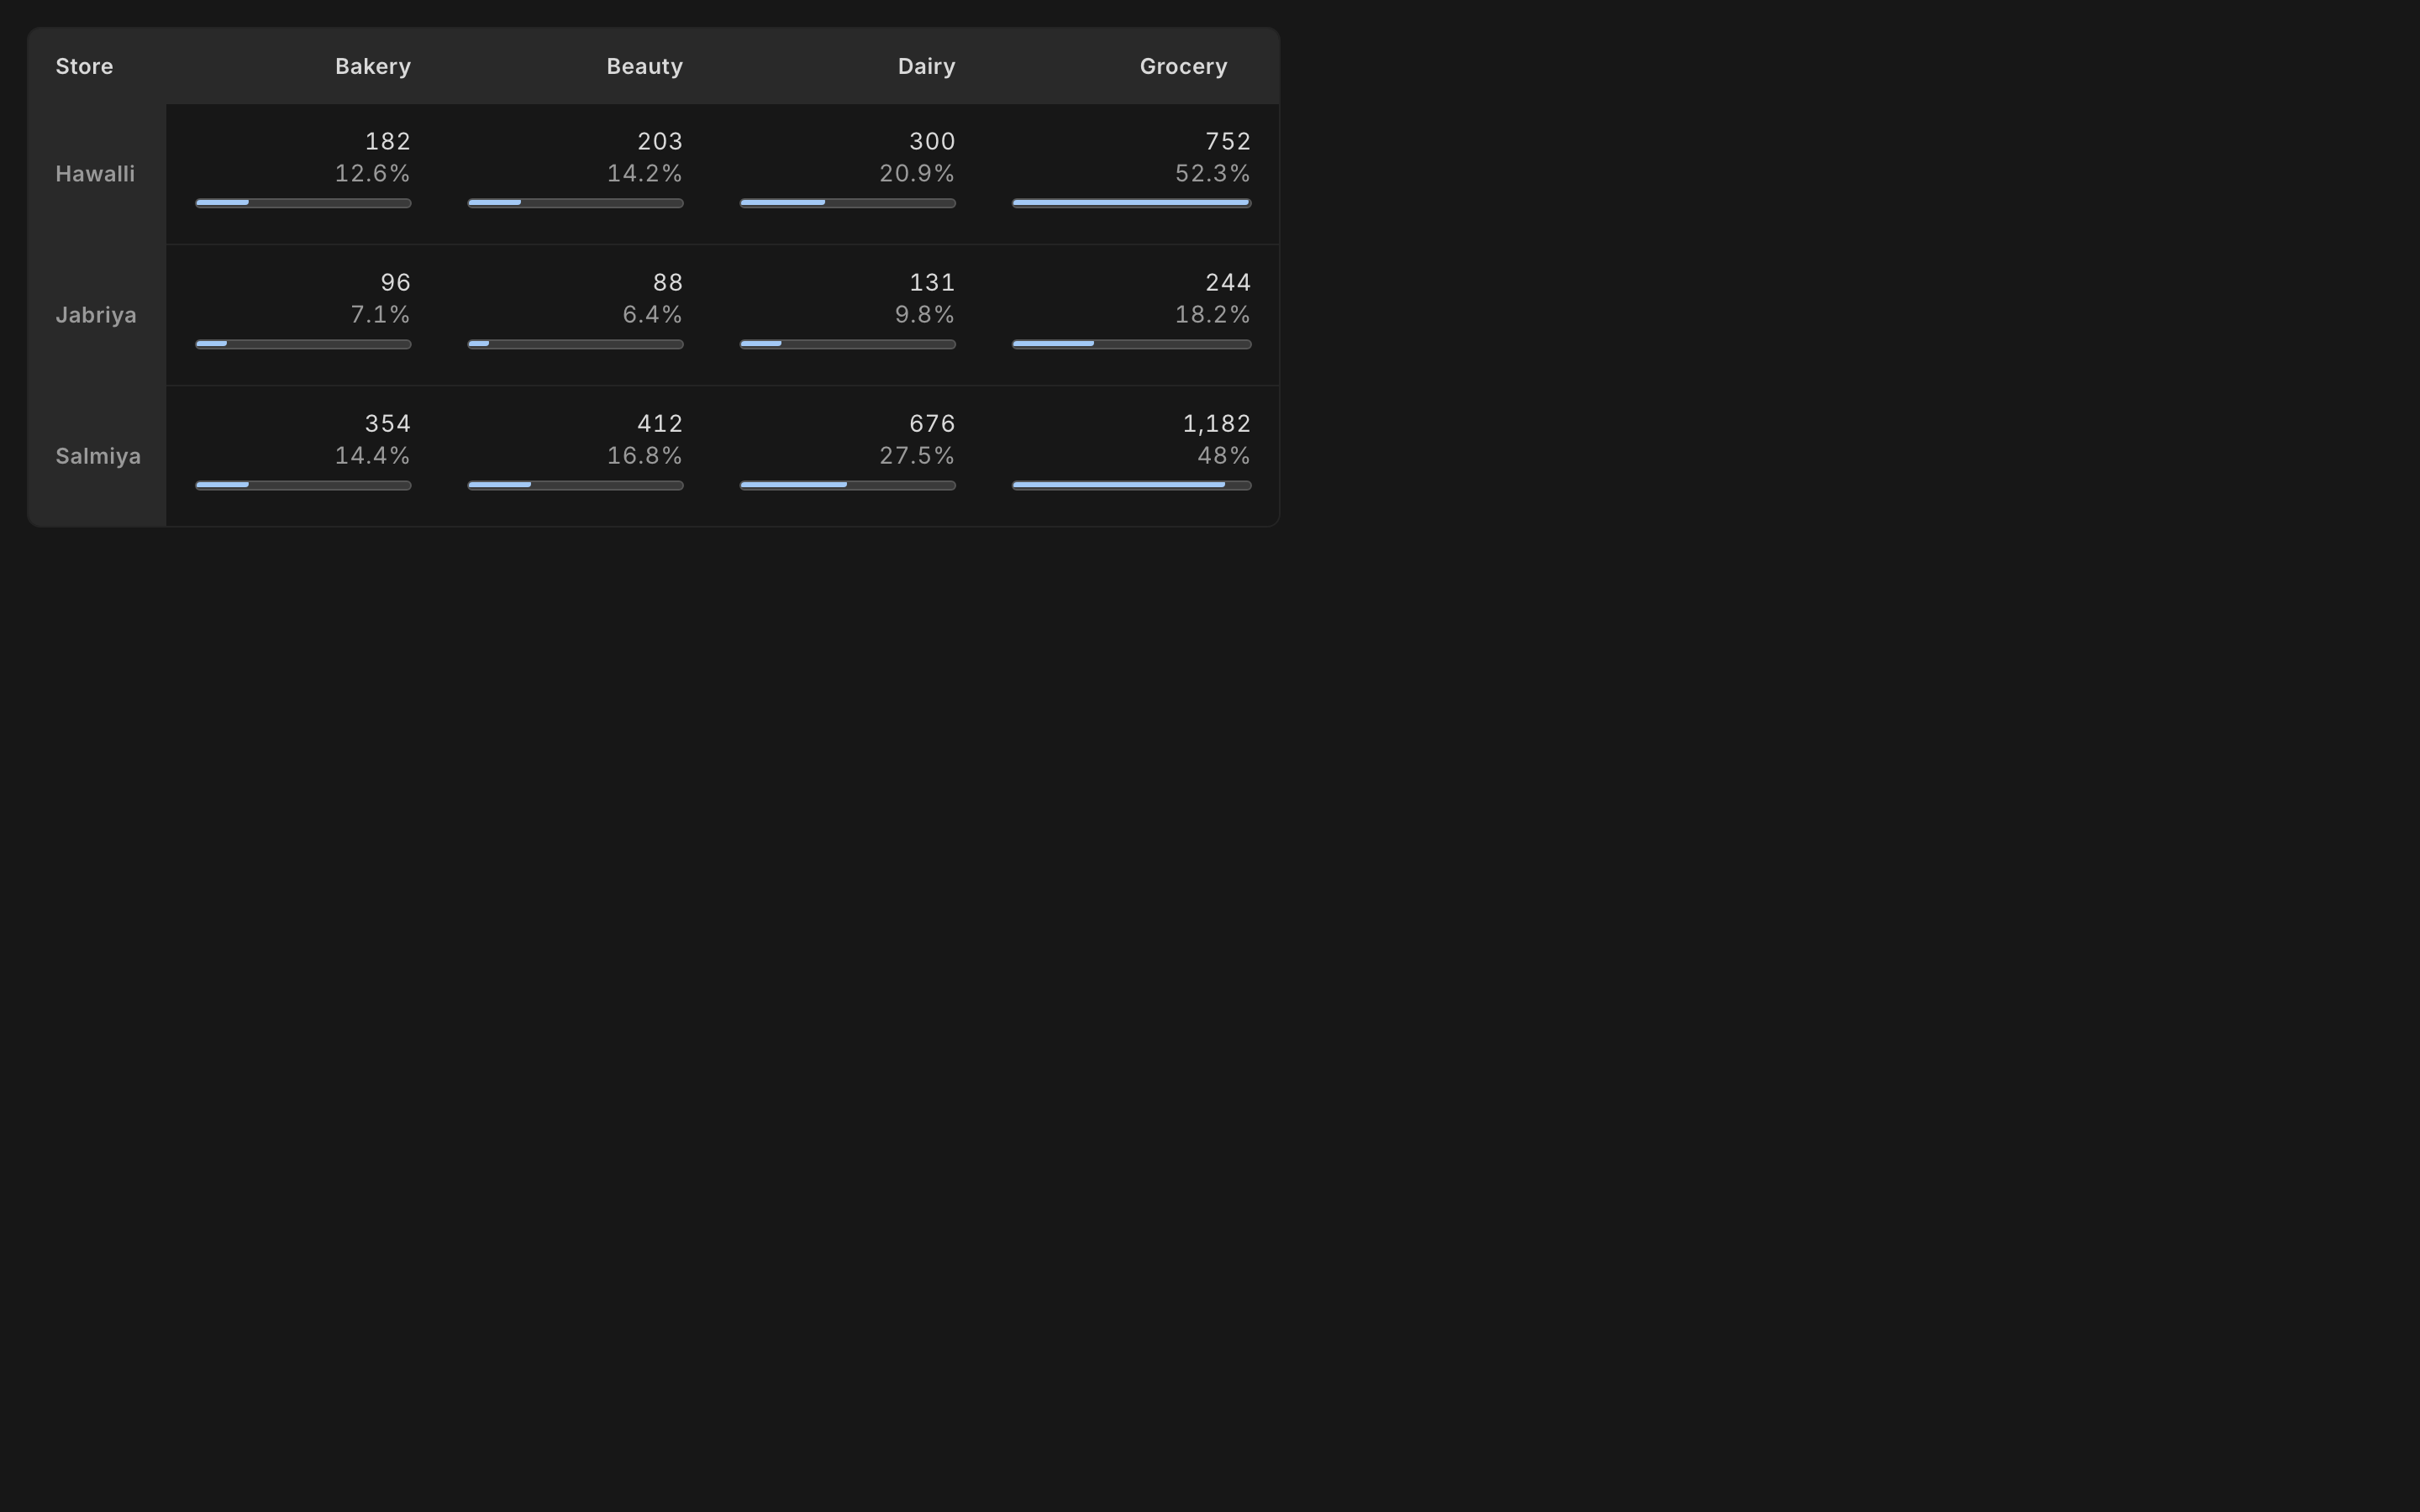 Store Bakery Beauty Dairy Grocery
182 203 300 752
Hawalli 12.6% 14.2% 20.9% 52.3%
96 88 131 244
Jabriya 7.1% 6.4% 9.8% 18.2%
354 412 676 1,182
Salmiya 14.4% 16.8% 27.5% 48%